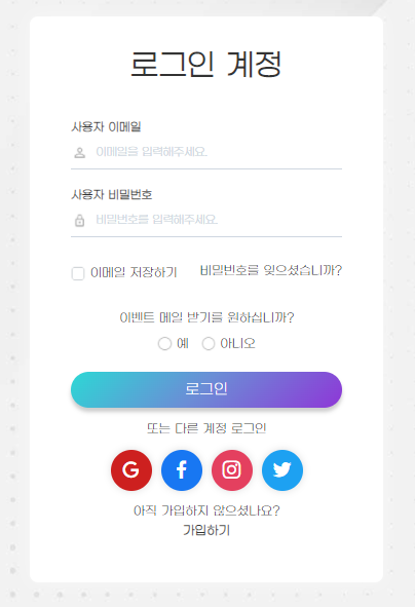 로그인 계정
사용자 이메일
이메일을 입력해주세요.
사용자 비밀번호
비밀번호를 입력해주세요.
이메일 저장하기 비밀번호를 잊으셨습니까?
이벤트 메일 받기를 원하십니까?
예 아니오
로그인
또는 다른 계정 로그인
G f
아직 가입하지 않으셨나요?
가입하기